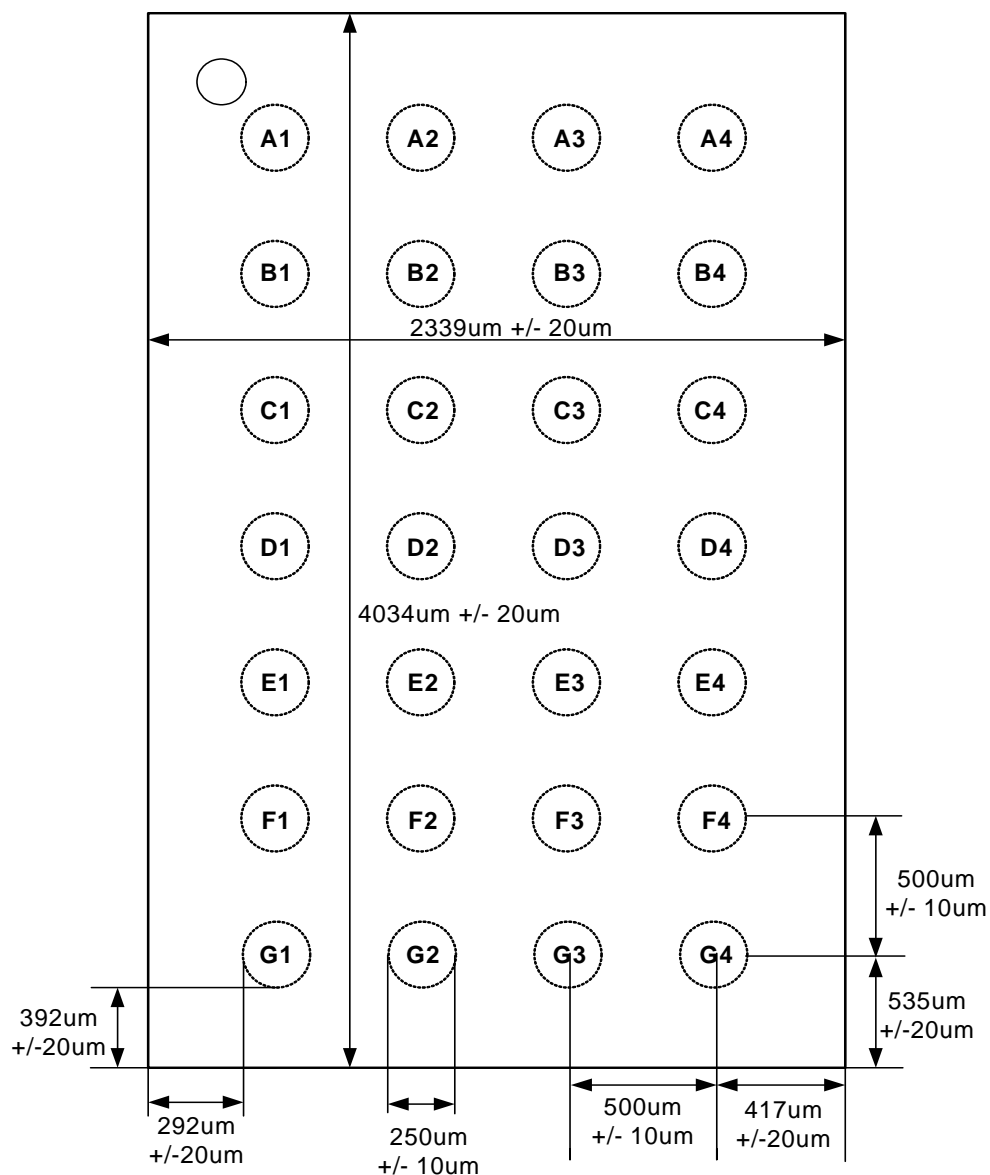 A1 A2 A3 A4
B1 B2 B3 B4
2339um +/- 20um
C1 C2 C3 C4
D1 D2 D3 D4
4034um +/- 20um
E1 E2 E3 E4
F1 F2 F3 F4
500um
+/- 10um
G1 G2 G3 G4
392um
+/-20um
535um
+/-20um
292um
+/-20um
250um
+/- 10um
500um
+/- 10um
417um
+/-20um